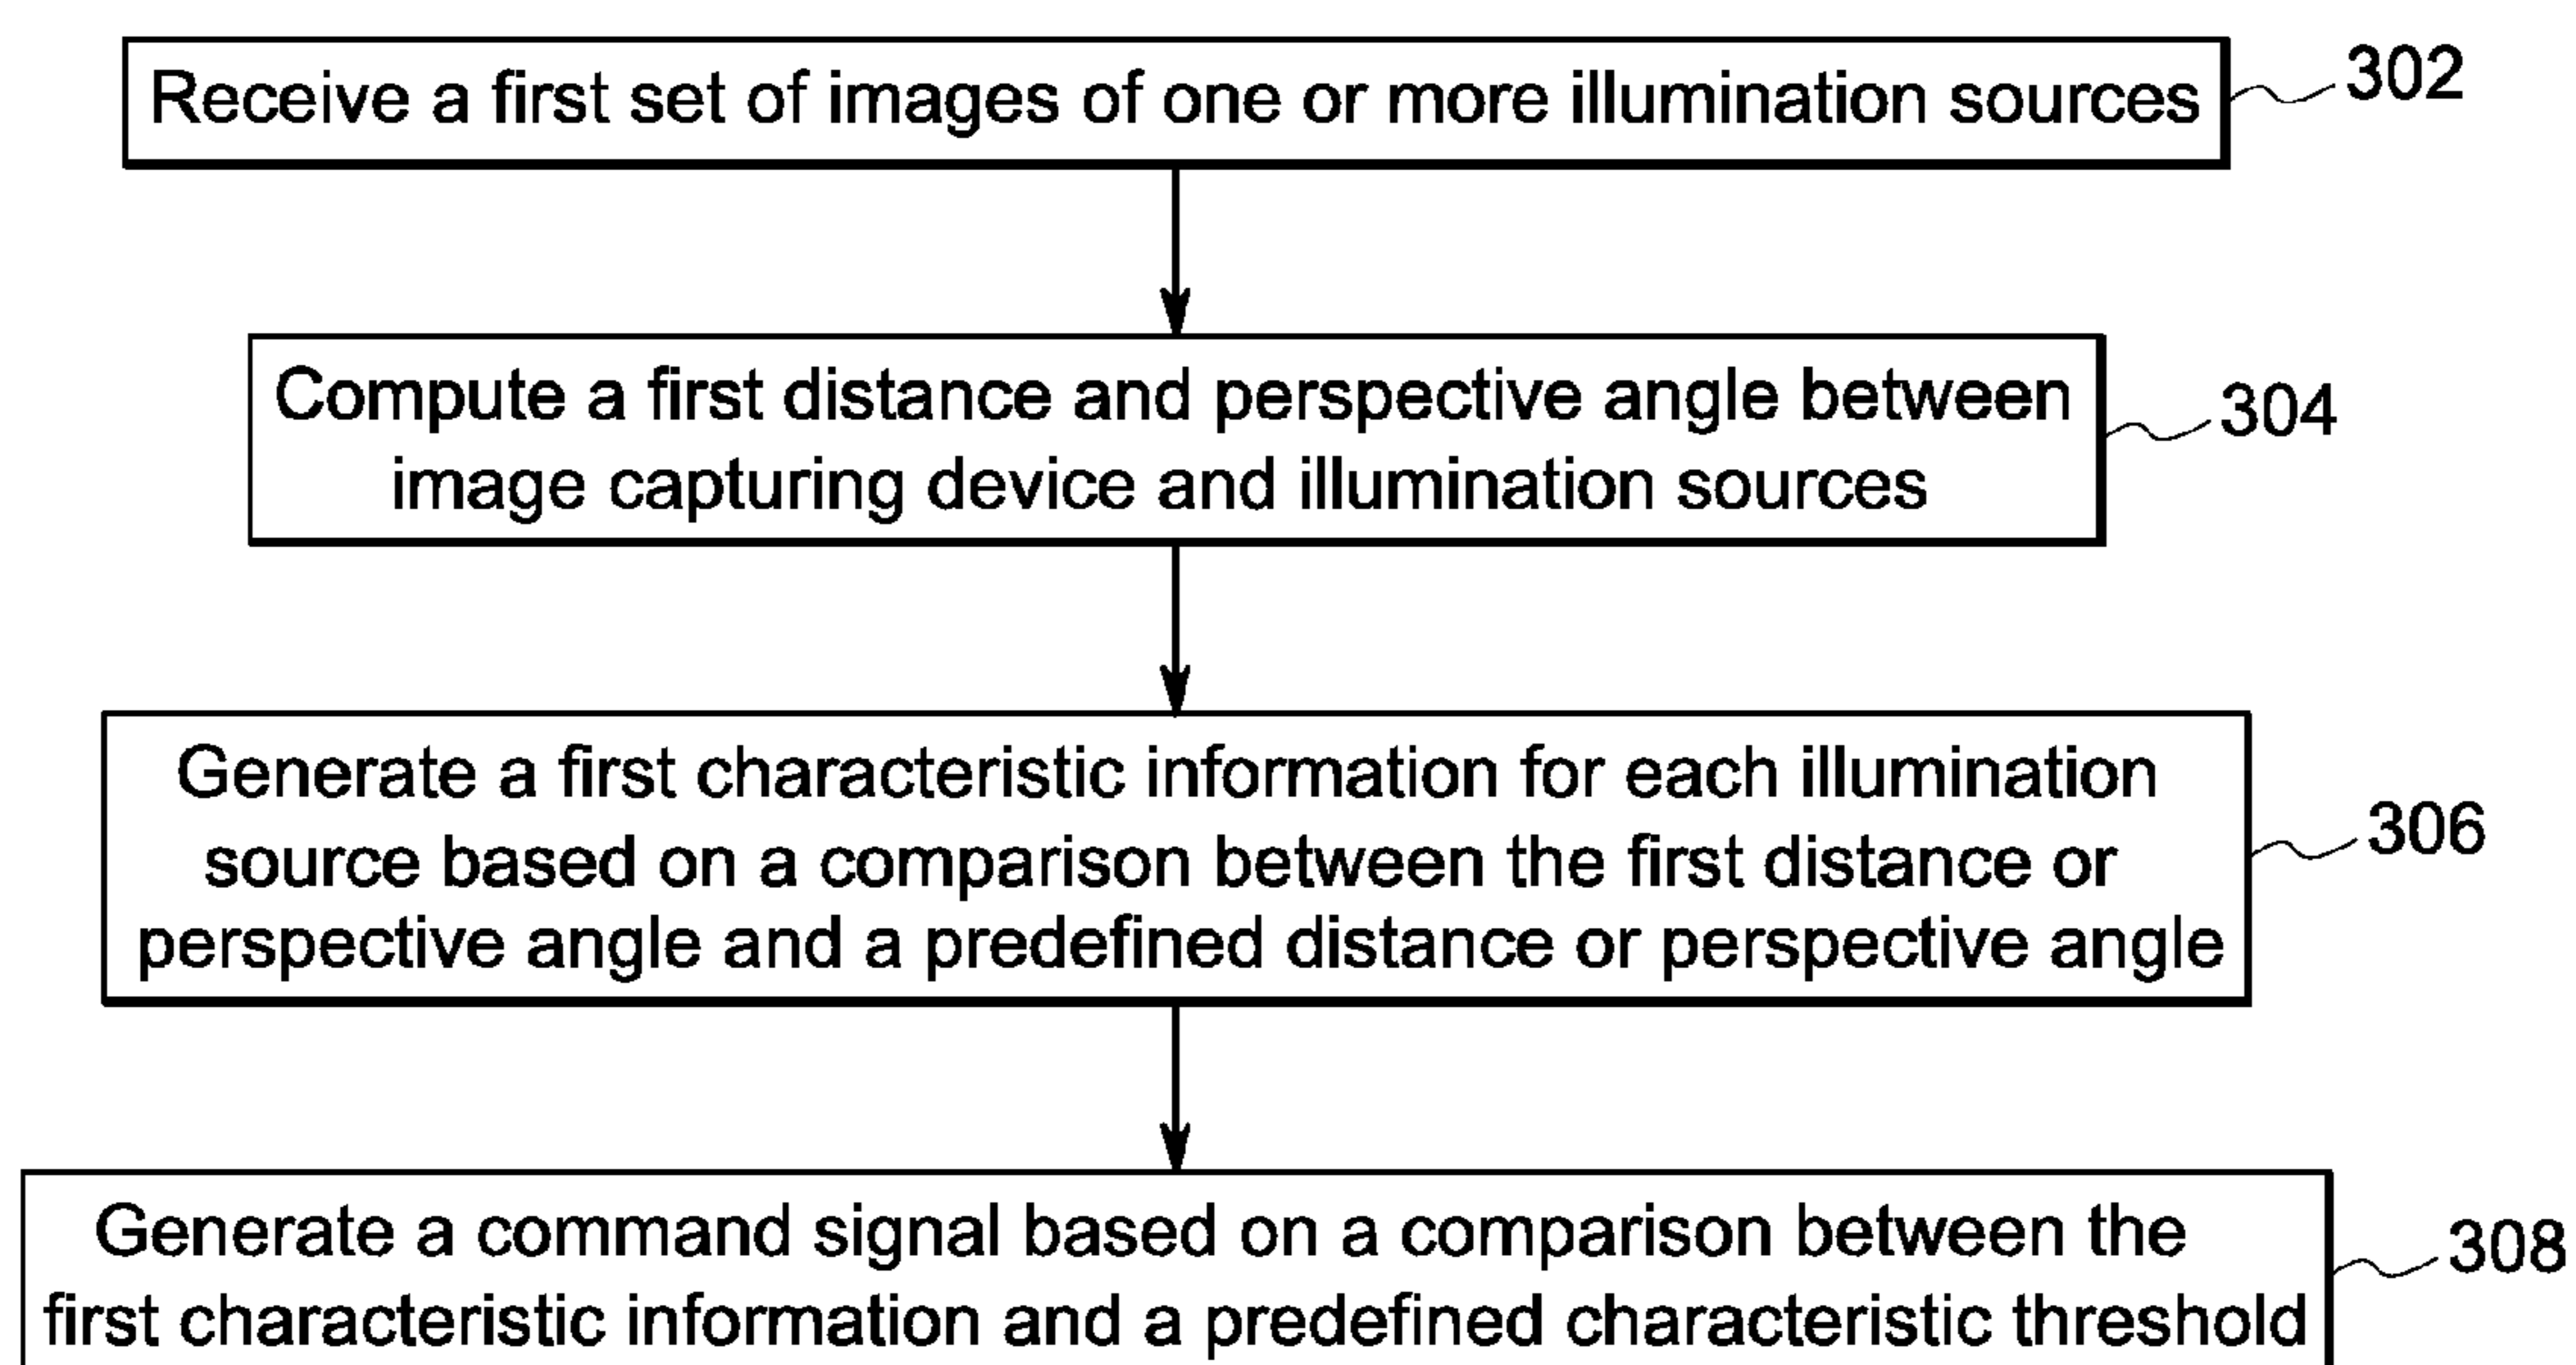 Receive a first set of images of one or more illumination sources
302
Compute a first distance and perspective angle between
image capturing device and illumination sources
304
Generate a first characteristic information for each illumination
source based on a comparison between the first distance or
perspective angle and a predefined distance or perspective angle
306
Generate a command signal based on a comparison between the
first characteristic information and a predefined characteristic threshold
308